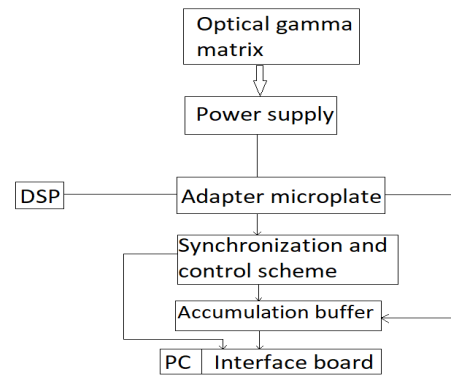 Optical gamma
matrix
Power supply
DSP
Adapter microplate
Synchronization and
control scheme
Accumulation buffer
PC
Interface board